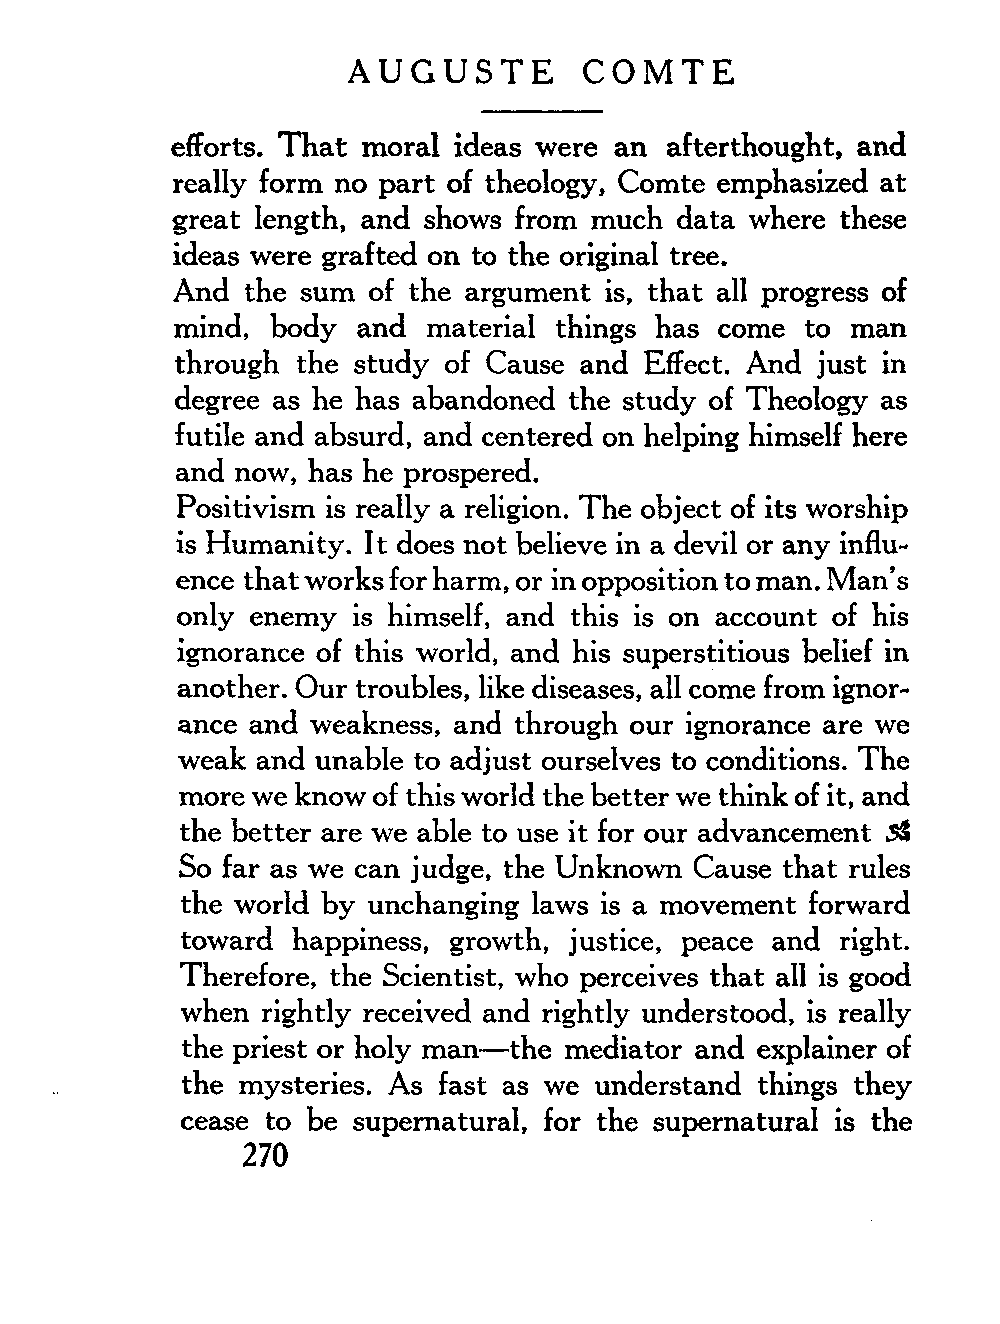 AUGUSTE COMTE
efforts. That moral ideas were an afterthought, and
really form no part of theology, Comte emphasized at
great length, and shows from much data where these
ideas were grafted on to the original tree.
And the sum of the argument is, that all progress of
mind, body and material things has come to man
through the study of Cause and Effect. And just in
degree as he has abandoned the study of Theology as
futile and absurd, and centered on helping himself here
and now, has he prospered.
Positivism is really a religion. The object of its worship
is Humanity. It does not believe in a devil or any influ-
ence that works for harm, or in opposition to man. Man's
only enemy is himself, and this is on account of his
ignorance of this world, and his superstitious belief in
another. Our troubles, like diseases, all come from ignor-
ance and weakness, and through our ignorance are we
weak and unable to adjust ourselves to conditions. The
more we know of this world the better we think of it, and
the better are we able to use it for our advancement
So far as we can judge, the Unknown Cause that rules
the world by unchanging laws is a movement forward
toward happiness, growth, justice, peace and right.
Therefore, the Scientist, who perceives that all is good
when rightly received and rightly understood, is really
the priest or holy man—the mediator and explainer of
the mysteries. As fast as we understand things they
cease to be supernatural, for the supernatural is the
270